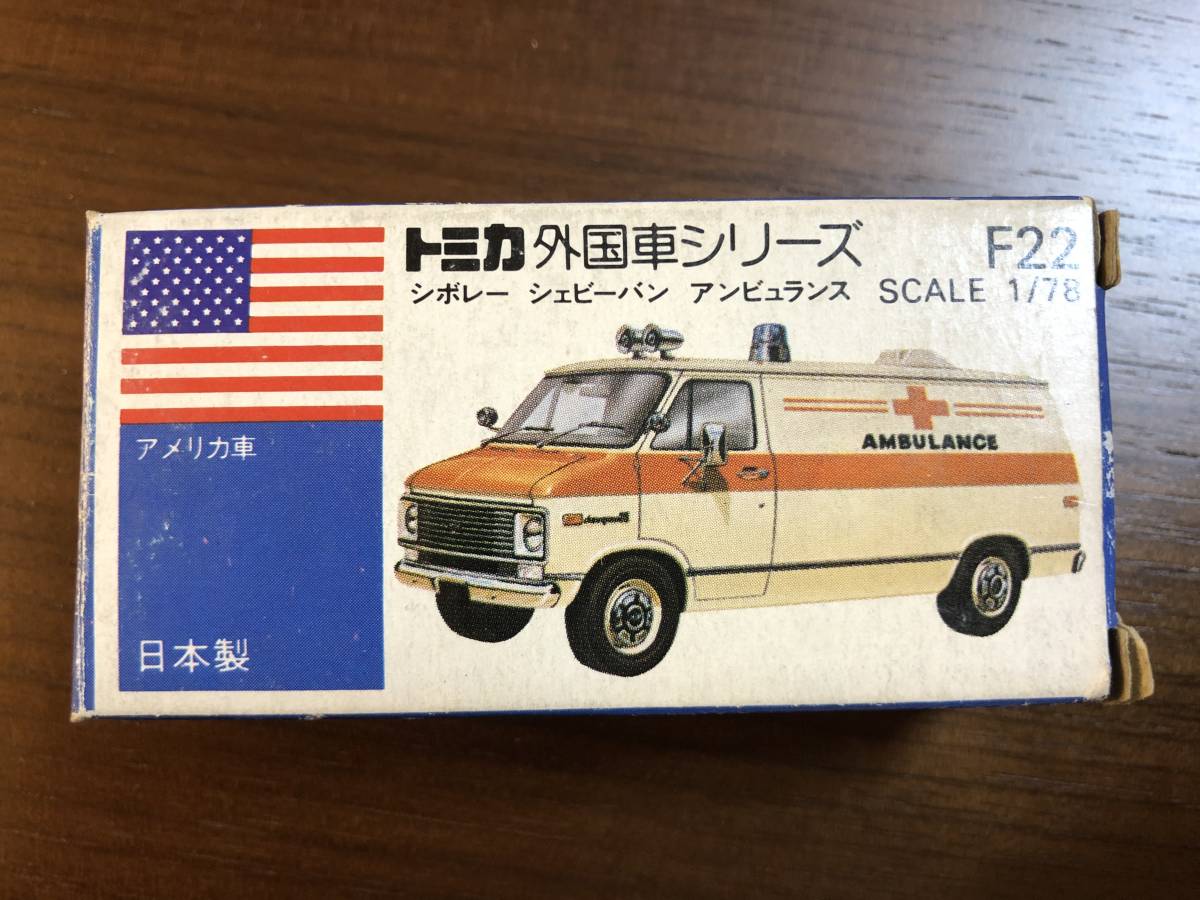 トミカ 外国車シリーズ F22
シボレー シェビーバン アンビュランス SCALE 1/78
アメリカ車
AMBULANCE
日本製